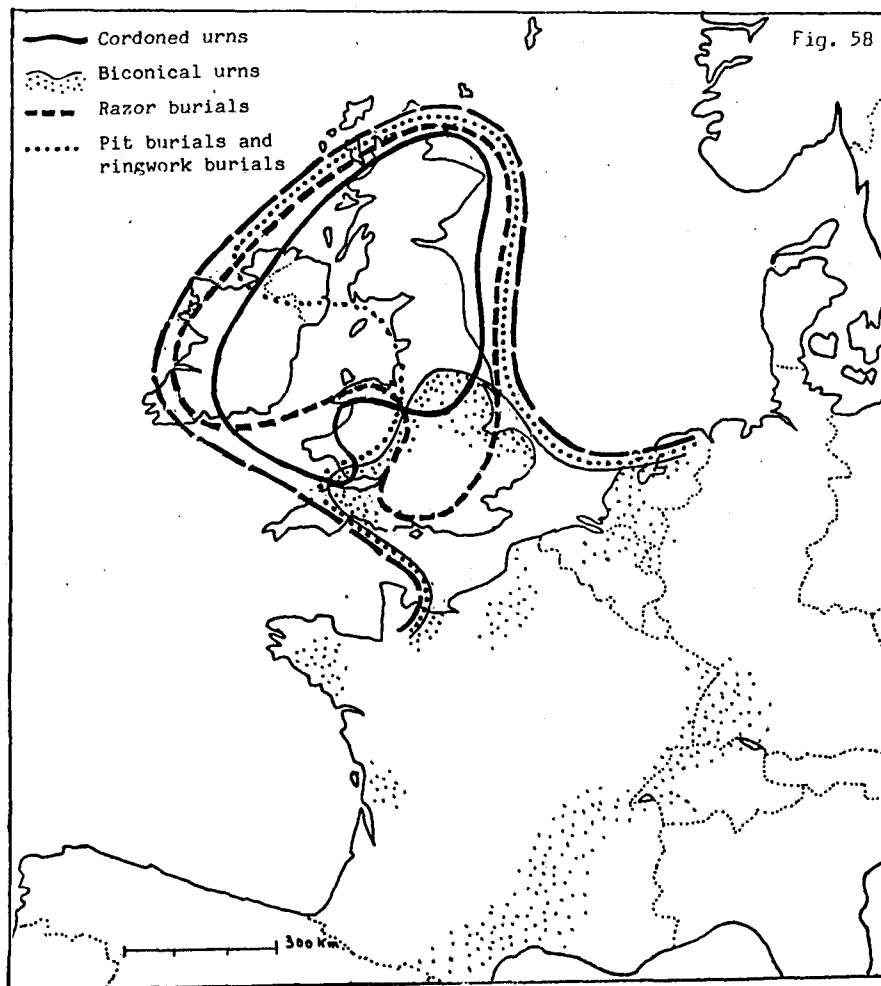 Fig. 58
Cordoned urns
Biconical urns
Razor burials
Pit burials and
ringwork burials
300 km